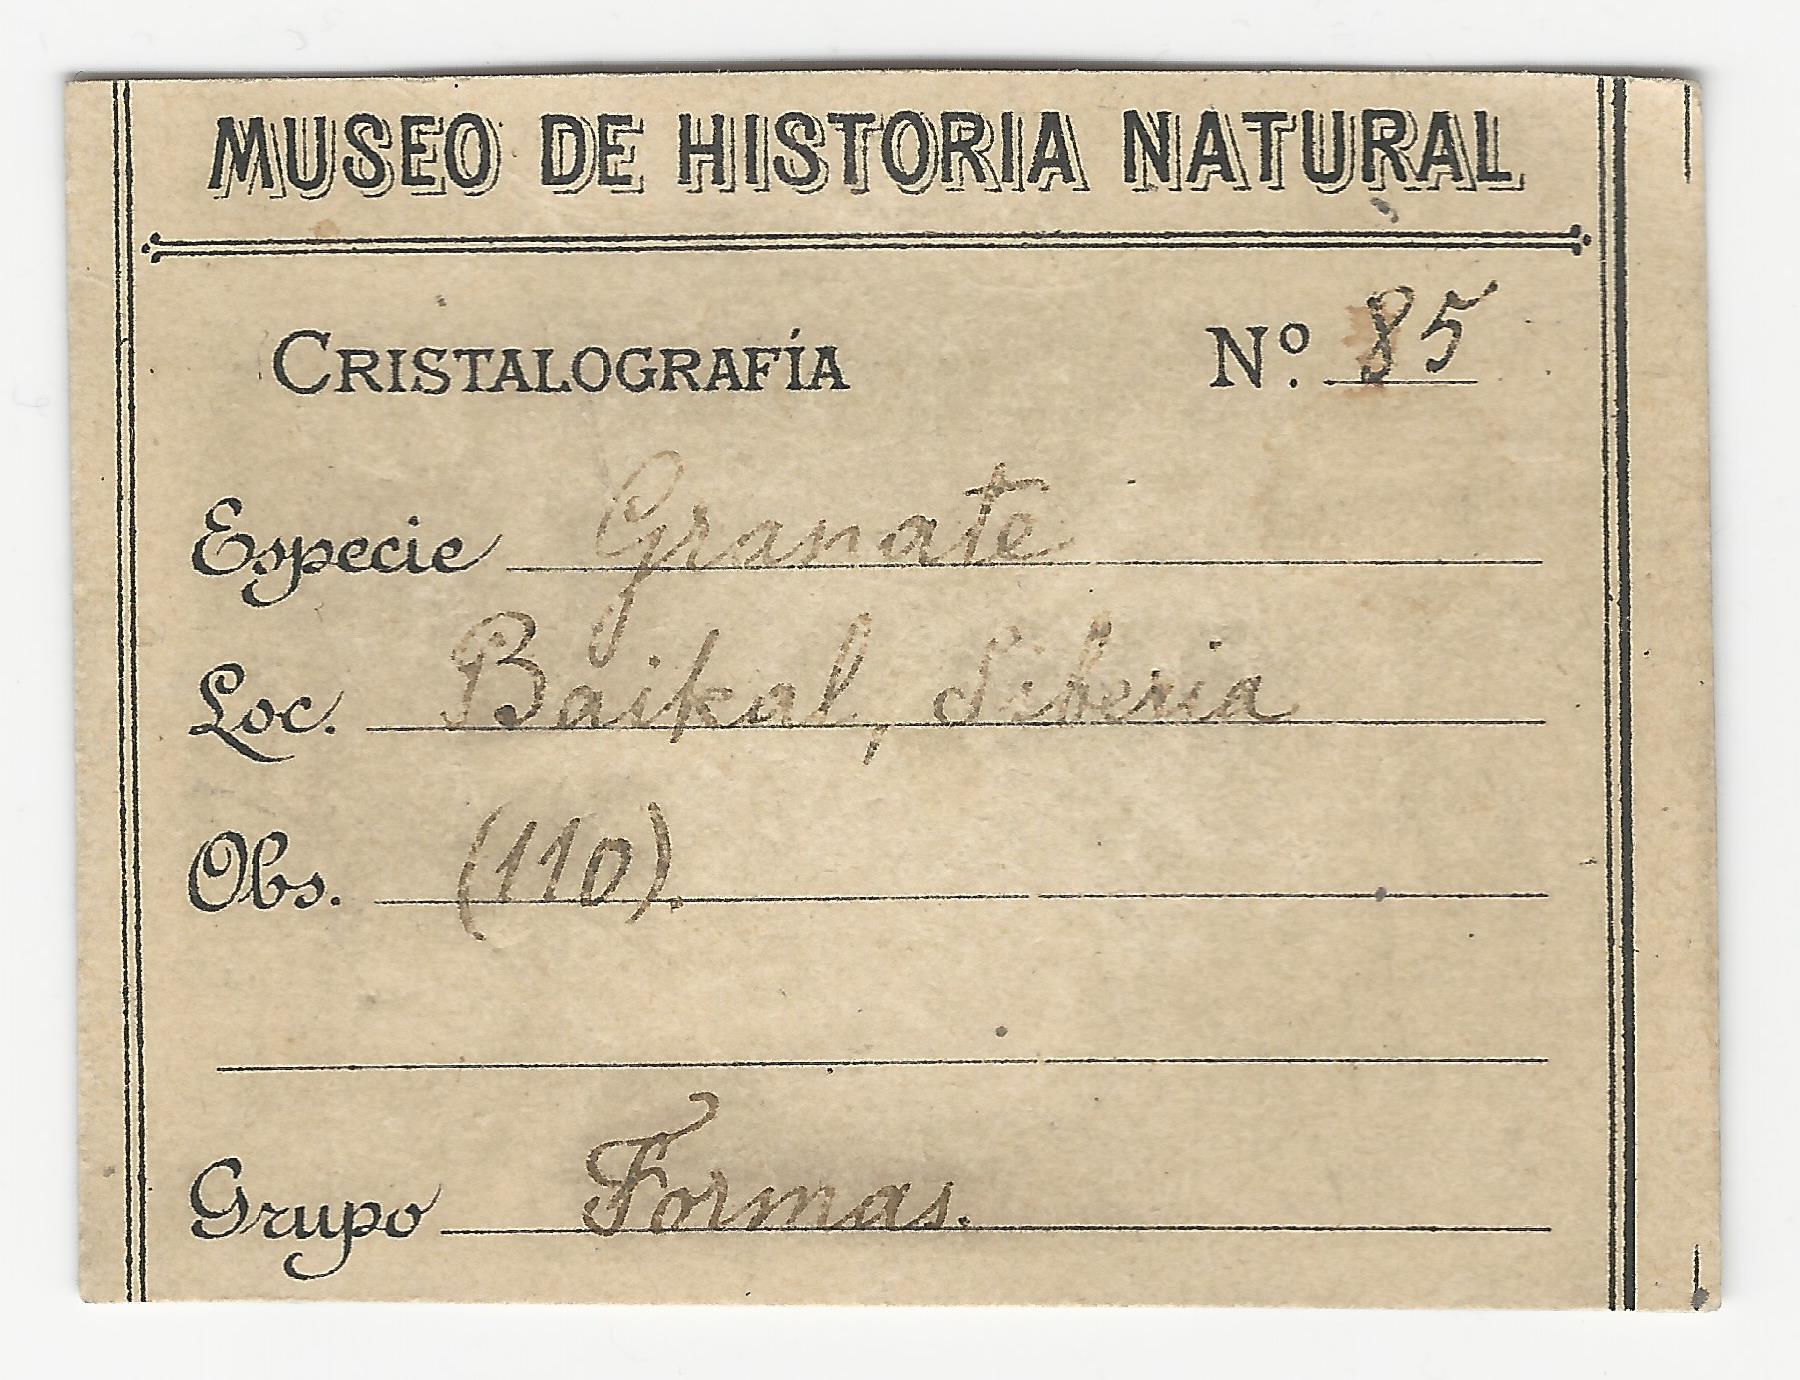 MUSEO DE HISTORIA NATURAL
CRISTALOGRAFÍA Nº. 85
Especie Granate
Loc. Baikal, Siberia
Obs. (110).
Grupo Formas.